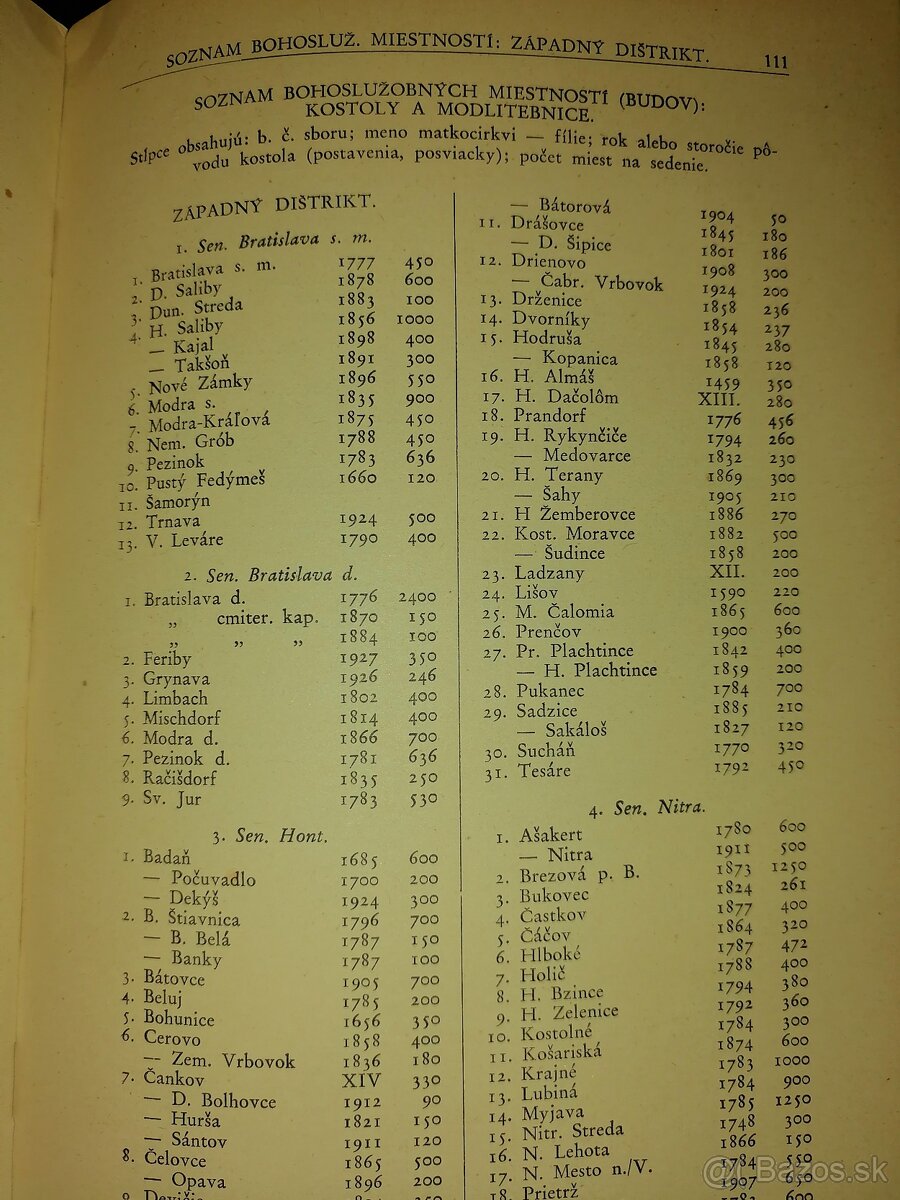 SOZNAM BOHOSLUŽ. MIESTNOSTÍ: ZÁPADNÝ DIŠTRIKT. 111
SOZNAM BOHOSLUŽOBNÝCH MIESTNOSTÍ (BUDOV):
KOSTOLY A MODLITEBNICE.
Stĺpce obsahujú: b. č. sboru; meno matkocirkvi — fílie; rok alebo storočie pô-
vodu kostola (postavenia, posviacky); počet miest na sedenie.
ZÁPADNÝ DIŠTRIKT.
1. Sen. Bratislava s. m.
1. Bratislava s. m. 1777 450
2. D. Saliby 1878 600
3. Dun. Streda 1883 100
4. H. Saliby 1856 1000
— Kajal 1898 400
— Takšoň 1891 300
5. Nové Zámky 1896 550
6. Modra s. 1835 900
7. Modra-Kráľová 1875 450
8. Nem. Grób 1788 450
9. Pezinok 1783 636
10. Pustý Fedýmeš 1660 120
11. Šamorýn
12. Trnava 1924 500
13. V. Leváre 1790 400
2. Sen. Bratislava d.
1. Bratislava d. 1776 2400
„ cmiter. kap. 1870 150
„ „ „ 1884 100
2. Feriby 1927 350
3. Grynava 1926 246
4. Limbach 1802 400
5. Mischdorf 1814 400
6. Modra d. 1866 700
7. Pezinok d. 1781 636
8. Račišdorf 1835 250
9. Sv. Jur 1783 530
3. Sen. Hont.
1. Badaň 1685 600
— Počuvadlo 1700 200
— Dekýš 1924 300
2. B. Štiavnica 1796 700
— B. Belá 1787 150
— Banky 1787 100
3. Bátovce 1905 700
4. Beluj 1785 200
5. Bohunice 1656 350
6. Cerovo 1858 400
— Zem. Vrbovok 1836 180
7. Čankov XIV 330
— D. Bolhovce 1912 90
— Hurša 1821 150
— Sántov 1911 120
8. Čelovce 1865 500
— Opava 1896 200
9. Devičie
— Bátorová 1904 50
11. Drášovce 1845 180
— D. Šipice 1801 186
12. Drienovo 1908 300
— Čabr. Vrbovok 1924 200
13. Drženice 1858 236
14. Dvorníky 1854 237
15. Hodruša 1845 280
— Kopanica 1858 120
16. H. Almáš 1459 350
17. H. Dačolôm XIII. 280
18. Prandorf 1776 456
19. H. Rykynčiče 1794 260
— Medovarce 1832 230
20. H. Terany 1869 300
— Šahy 1905 210
21. H Žemberovce 1886 270
22. Kost. Moravce 1882 500
— Šudince 1858 200
23. Ladzany XII. 200
24. Lišov 1590 220
25. M. Čalomia 1865 600
26. Prenčov 1900 360
27. Pr. Plachtince 1842 400
— H. Plachtince 1859 200
28. Pukanec 1784 700
29. Sadzice 1885 210
— Sakáloš 1827 120
30. Sucháň 1770 320
31. Tesáre 1792 450
4. Sen. Nitra.
1. Ašakert 1780 600
— Nitra 1911 500
2. Brezová p. B. 1873 1250
3. Bukovec 1824 261
4. Častkov 1877 400
5. Čáčov 1864 320
6. Hlboké 1787 472
7. Holič 1788 400
8. H. Bzince 1794 380
9. H. Zelenice 1792 360
10. Kostolné 1784 300
11. Košariská 1874 600
12. Krajné 1783 1000
13. Lubiná 1784 900
14. Myjava 1785 1250
15. Nitr. Streda 1748 300
16. N. Lehota 1866 150
17. N. Mesto n./V. 1784 550
18. Prietrž 1907 650
Bazos.sk